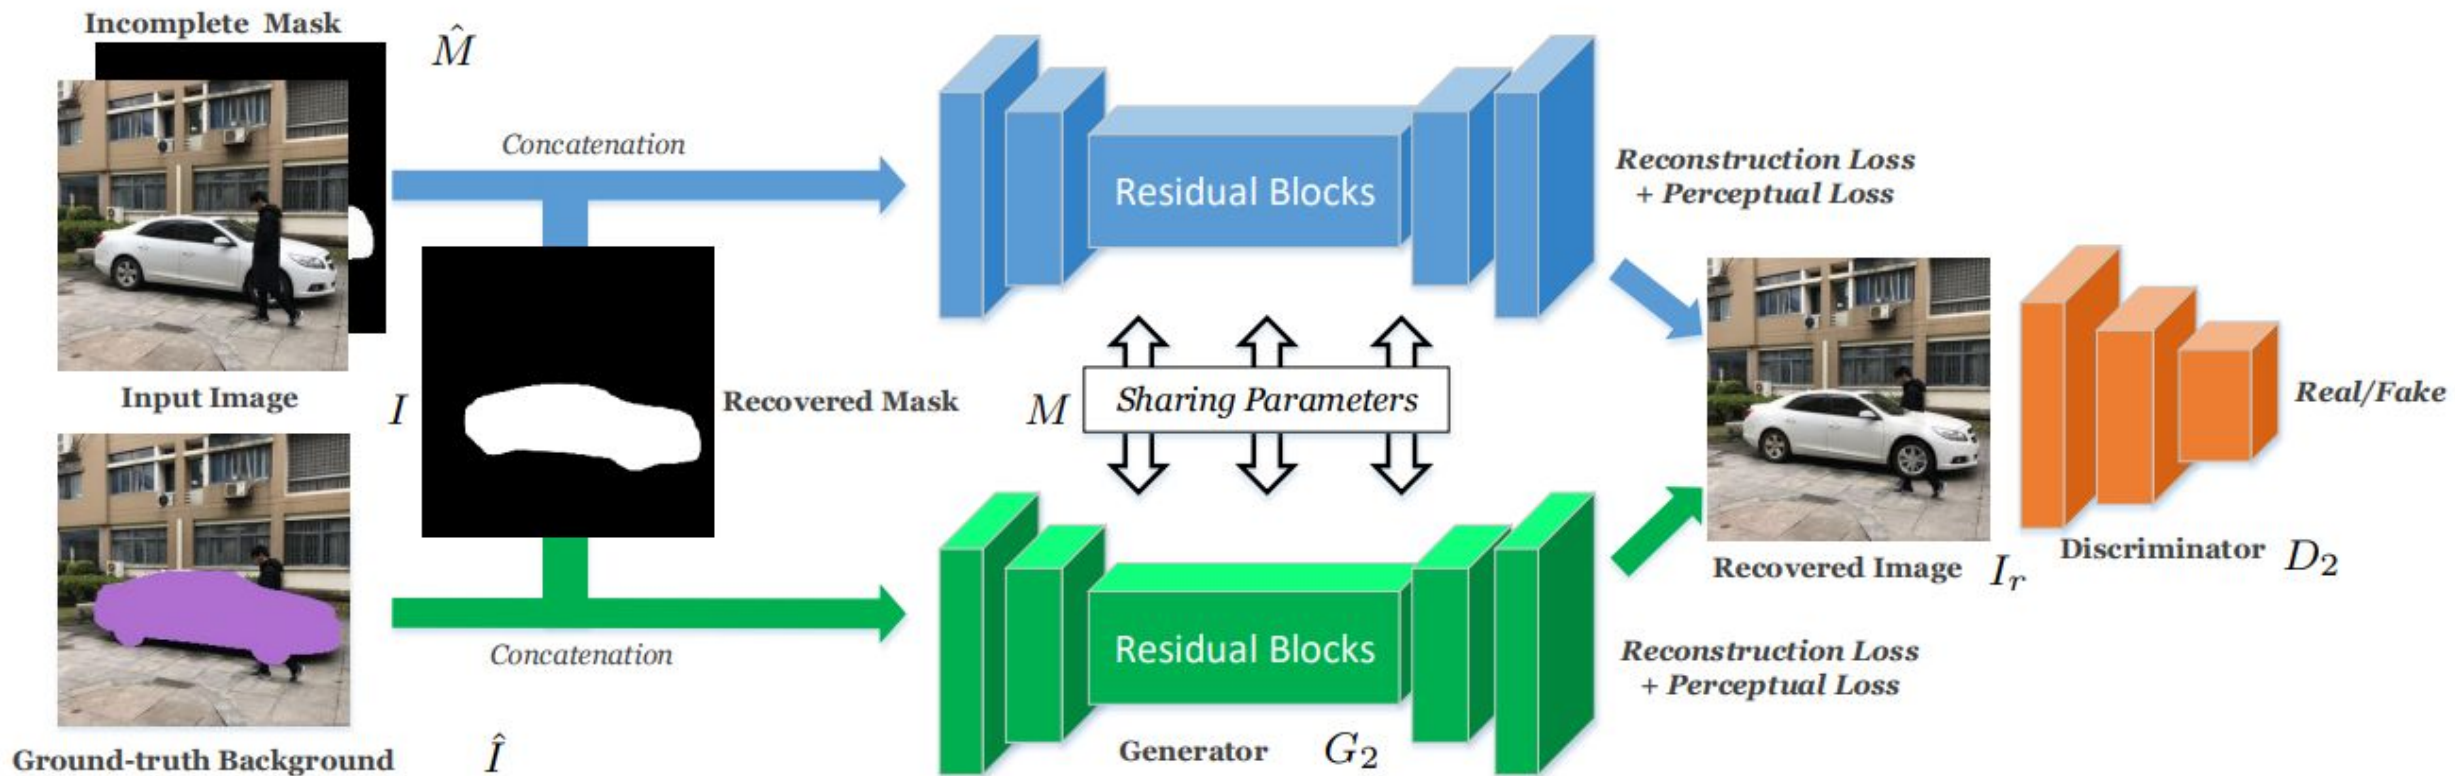 Incomplete Mask
M̂
Concatenation
Residual Blocks
Reconstruction Loss
+ Perceptual Loss
Input Image
I
Recovered Mask
M
Sharing Parameters
Real/Fake
Recovered Image
I_r
Discriminator
D_2
Concatenation
Residual Blocks
Reconstruction Loss
+ Perceptual Loss
Ground-truth Background
Î
Generator
G_2